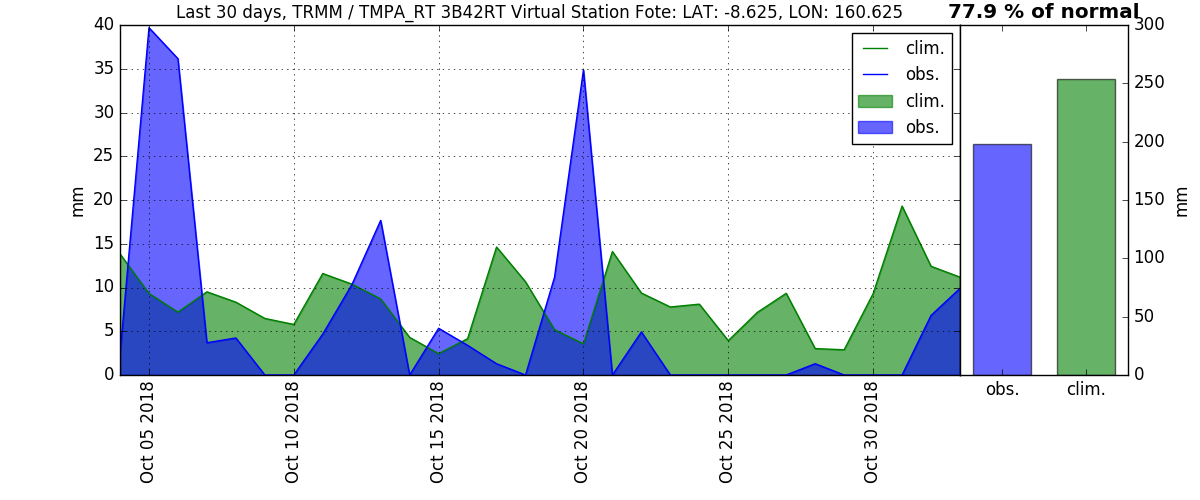 Last 30 days, TRMM / TMPA_RT 3B42RT Virtual Station Fote: LAT: -8.625, LON: 160.625
77.9 % of normal
40
35
30
25
20
15
10
5
0
mm
clim.
obs.
clim.
obs.
300
250
200
150
100
50
0
mm
Oct 05 2018
Oct 10 2018
Oct 15 2018
Oct 20 2018
Oct 25 2018
Oct 30 2018
obs.
clim.